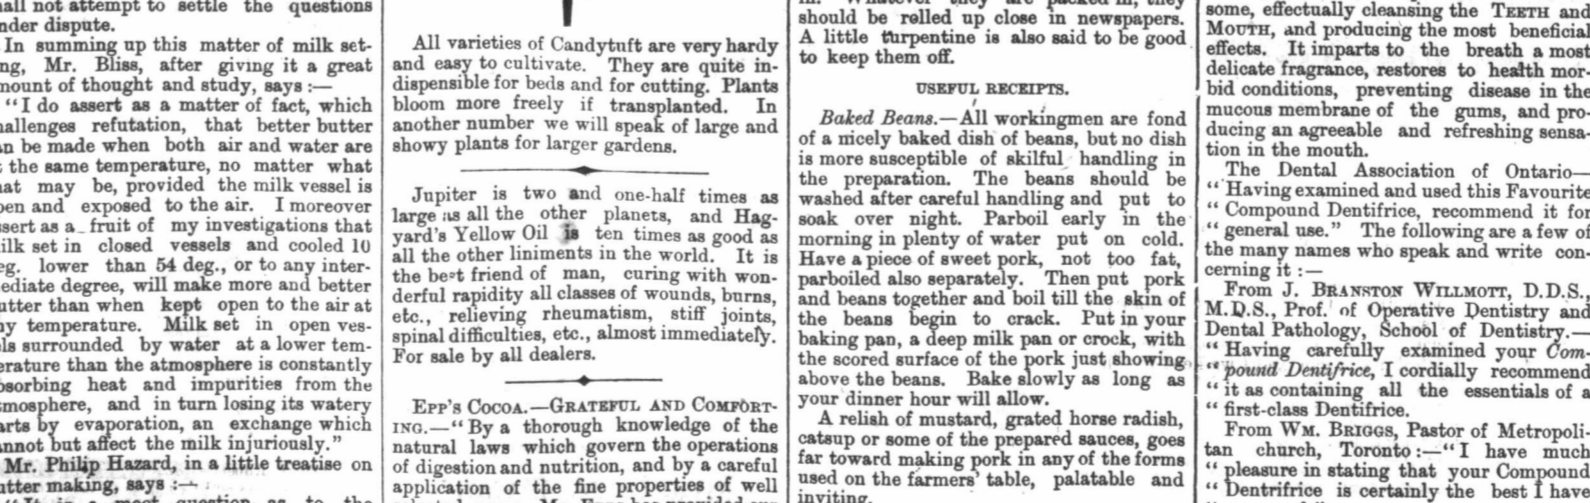 all not attempt to settle the questions
nder dispute.
In summing up this matter of milk set-
ng, Mr. Bliss, after giving it a great
mount of thought and study, says :—
"I do assert as a matter of fact, which
hallenges refutation, that better butter
an be made when both air and water are
the same temperature, no matter what
hat may be, provided the milk vessel is
pen and exposed to the air. I moreover
ssert as a fruit of my investigations that
ilk set in closed vessels and cooled 10
eg. lower than 54 deg., or to any inter-
ediate degree, will make more and better
utter than when kept open to the air at
ny temperature. Milk set in open ves-
ls surrounded by water at a lower tem-
erature than the atmosphere is constantly
bsorbing heat and impurities from the
tmosphere, and in turn losing its watery
arts by evaporation, an exchange which
annot but affect the milk injuriously."
Mr. Philip Hazard, in a little treatise on
utter making, says :—
All varieties of Candytuft are very hardy
and easy to cultivate. They are quite in-
dispensible for beds and for cutting. Plants
bloom more freely if transplanted. In
another number we will speak of large and
showy plants for larger gardens.
Jupiter is two and one-half times as
large as all the other planets, and Hag-
yard's Yellow Oil is ten times as good as
all the other liniments in the world. It is
the best friend of man, curing with won-
derful rapidity all classes of wounds, burns,
etc., relieving rheumatism, stiff joints,
spinal difficulties, etc., almost immediately.
For sale by all dealers.
EPP'S COCOA.—GRATEFUL AND COMFORT-
ING.—"By a thorough knowledge of the
natural laws which govern the operations
of digestion and nutrition, and by a careful
application of the fine properties of well
should be relled up close in newspapers.
A little turpentine is also said to be good
to keep them off.
USEFUL RECEIPTS.
Baked Beans.—All workingmen are fond
of a nicely baked dish of beans, but no dish
is more susceptible of skilful handling in
the preparation. The beans should be
washed after careful handling and put to
soak over night. Parboil early in the
morning in plenty of water put on cold.
Have a piece of sweet pork, not too fat,
parboiled also separately. Then put pork
and beans together and boil till the skin of
the beans begin to crack. Put in your
baking pan, a deep milk pan or crock, with
the scored surface of the pork just showing
above the beans. Bake slowly as long as
your dinner hour will allow.
A relish of mustard, grated horse radish,
catsup or some of the prepared sauces, goes
far toward making pork in any of the forms
used on the farmers' table, palatable and
inviting.
some, effectually cleansing the TEETH and
MOUTH, and producing the most beneficial
effects. It imparts to the breath a most
delicate fragrance, restores to health mor-
bid conditions, preventing disease in the
mucous membrane of the gums, and pro-
ducing an agreeable and refreshing sensa-
tion in the mouth.
The Dental Association of Ontario—
"Having examined and used this Favourite
"Compound Dentifrice, recommend it for
"general use." The following are a few of
the many names who speak and write con-
cerning it :—
From J. BRANSTON WILLMOTT, D.D.S.,
M.D.S., Prof. of Operative Dentistry and
Dental Pathology, School of Dentistry.—
"Having carefully examined your Com-
"pound Dentifrice, I cordially recommend
"it as containing all the essentials of a
"first-class Dentifrice.
From WM. BRIGGS, Pastor of Metropoli-
tan church, Toronto :—"I have much
"pleasure in stating that your Compound
"Dentrifrice is certainly the best I have